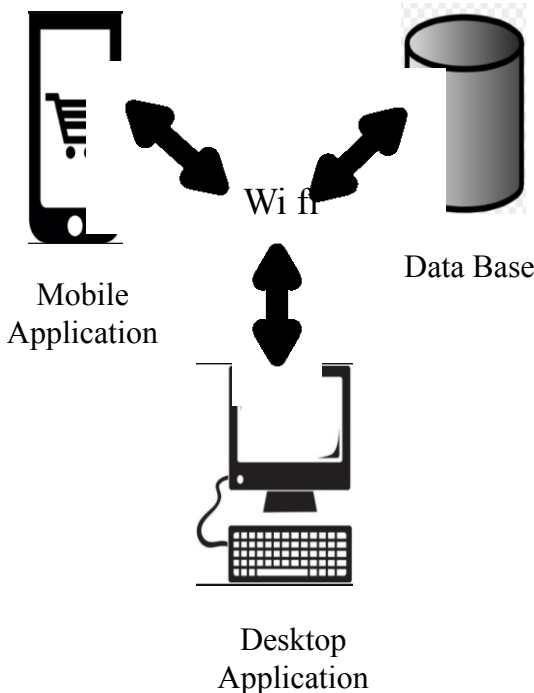 Wi fi
Data Base
Mobile
Application
Desktop
Application